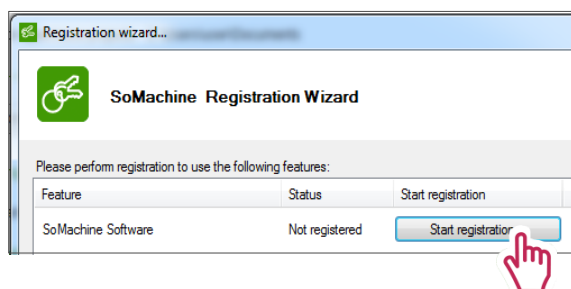 Registration wizard...
SoMachine Registration Wizard
Please perform registration to use the following features:
Feature Status Start registration
SoMachine Software Not registered Start registration